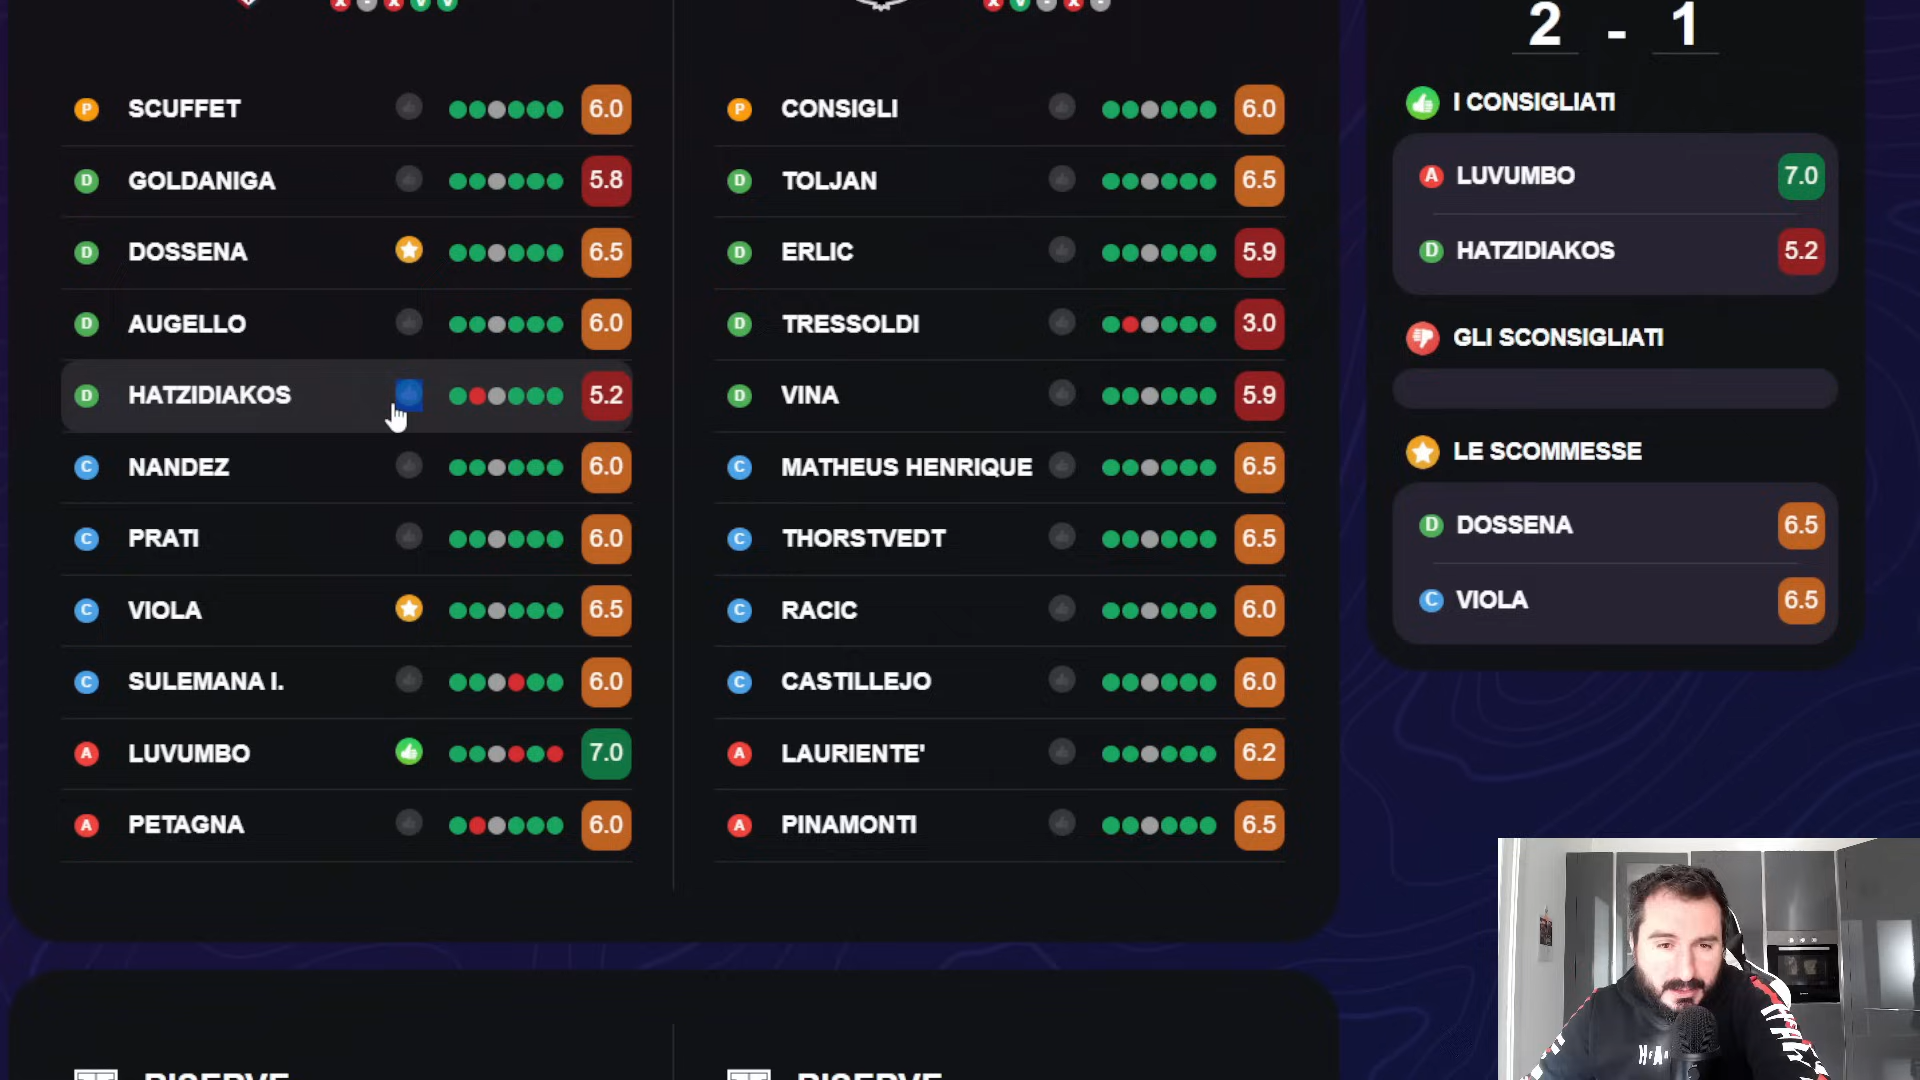 2 - 1
P SCUFFET 6.0
D GOLDANIGA 5.8
D DOSSENA 6.5
D AUGELLO 6.0
D HATZIDIAKOS 5.2
C NANDEZ 6.0
C PRATI 6.0
C VIOLA 6.5
C SULEMANA I. 6.0
A LUVUMBO 7.0
A PETAGNA 6.0
P CONSIGLI 6.0
D TOLJAN 6.5
D ERLIC 5.9
D TRESSOLDI 3.0
D VINA 5.9
C MATHEUS HENRIQUE 6.5
C THORSTVEDT 6.5
C RACIC 6.0
C CASTILLEJO 6.0
A LAURIENTE' 6.2
A PINAMONTI 6.5
I CONSIGLIATI
A LUVUMBO 7.0
D HATZIDIAKOS 5.2
GLI SCONSIGLIATI
LE SCOMMESSE
D DOSSENA 6.5
C VIOLA 6.5
RISERVE
RISERVE